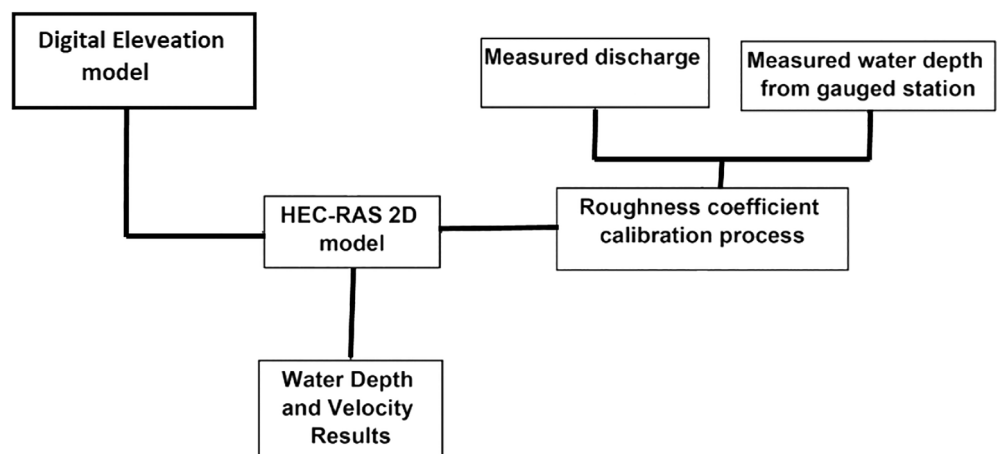 Digital Eleveation
model
Measured discharge
Measured water depth
from gauged station
HEC-RAS 2D
model
Roughness coefficient
calibration process
Water Depth
and Velocity
Results